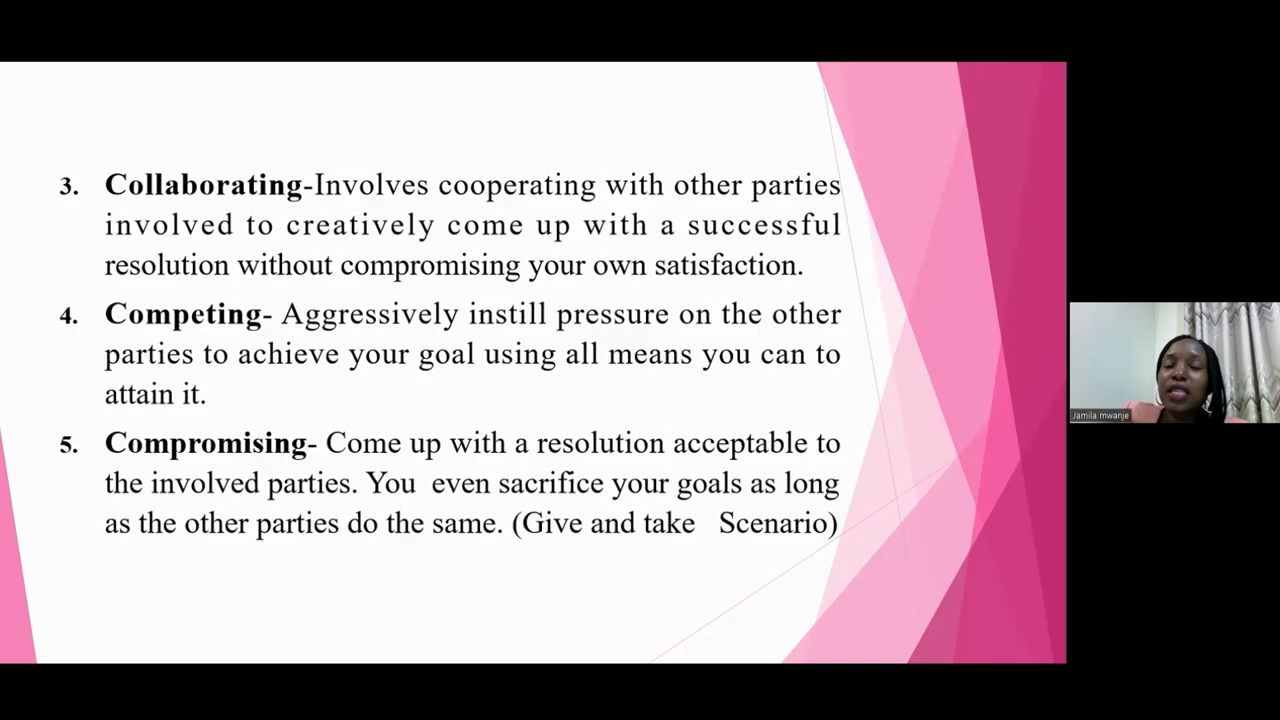 3. Collaborating-Involves cooperating with other parties
involved to creatively come up with a successful
resolution without compromising your own satisfaction.
4. Competing- Aggressively instill pressure on the other
parties to achieve your goal using all means you can to
attain it.
5. Compromising- Come up with a resolution acceptable to
the involved parties. You even sacrifice your goals as long
as the other parties do the same. (Give and take Scenario)
Jamila mwanje